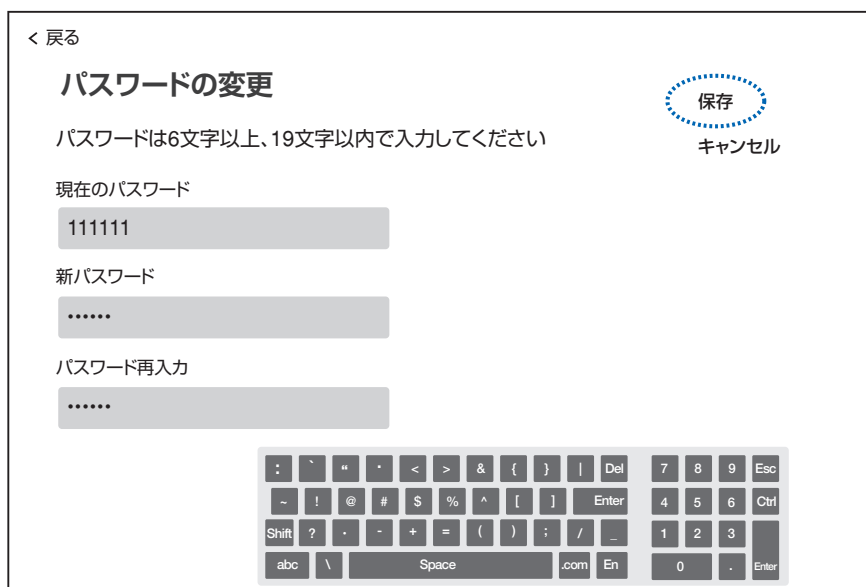 < 戻る
パスワードの変更
保存
パスワードは6文字以上、19文字以内で入力してください
キャンセル
現在のパスワード
111111
新パスワード
••••••
パスワード再入力
••••••
: ` “ · < > & { } | Del 7 8 9 Esc
~ ! @ # $ % ^ [ ] Enter 4 5 6 Ctrl
Shift ? · - + = ( ) ; / _ 1 2 3
abc \ Space .com En 0 . Enter